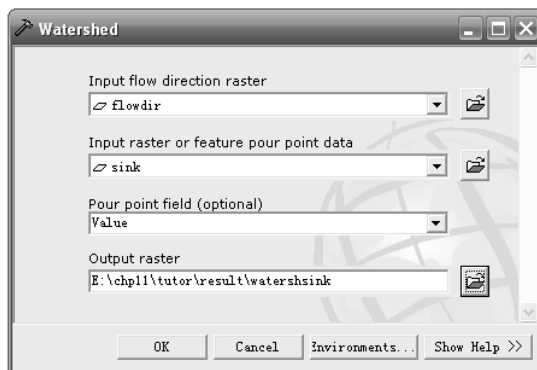 Watershed
Input flow direction raster
flowdir
Input raster or feature pour point data
sink
Pour point field (optional)
Value
Output raster
E:\chp11\tutor\result\watershsink
OK Cancel Environments... Show Help >>